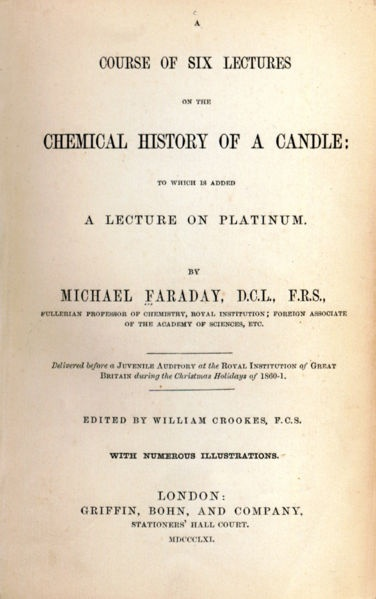 A
COURSE OF SIX LECTURES
ON THE
CHEMICAL HISTORY OF A CANDLE:
TO WHICH IS ADDED
A LECTURE ON PLATINUM.
BY
MICHAEL FARADAY, D.C.L., F.R.S.,
FULLERIAN PROFESSOR OF CHEMISTRY, ROYAL INSTITUTION; FOREIGN ASSOCIATE
OF THE ACADEMY OF SCIENCES, ETC.
Delivered before a JUVENILE AUDITORY at the ROYAL INSTITUTION of GREAT
BRITAIN during the Christmas Holidays of 1860-1.
EDITED BY WILLIAM CROOKES, F.C.S.
WITH NUMEROUS ILLUSTRATIONS.
LONDON:
GRIFFIN, BOHN, AND COMPANY,
STATIONERS' HALL COURT.
MDCCCLXI.